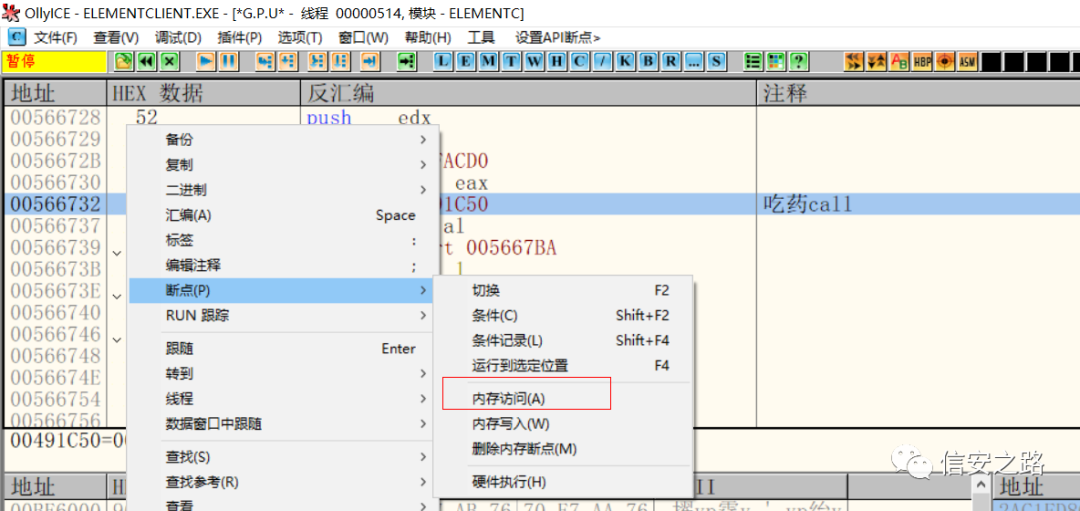 OllyICE - ELEMENTCLIENT.EXE - [*G.P.U* - 线程 00000514, 模块 - ELEMENTC]
C 文件(F) 查看(V) 调试(D) 插件(P) 选项(T) 窗口(W) 帮助(H) 工具 设置API断点>
暂停 L E M T W H C / K B R ... S ? HBP ASM
地址 HEX 数据 反汇编 注释
00566728 52 push edx
00566729
0056672B FACD0
00566730 eax
00566732 91C50 吃药call
00566737 al
00566739 t 005667BA
0056673B
0056673E
00566740
00566746
00566748
0056674E
00566756
备份
复制
二进制
汇编(A) Space
标签 :
编辑注释 ;
断点(P)
RUN 跟踪
跟随 Enter
转到
线程
数据窗口中跟随
查找(S)
查找参考(R)
查看
切换 F2
条件(C) Shift+F2
条件记录(L) Shift+F4
运行到选定位置 F4
内存访问(A)
内存写入(W)
删除内存断点(M)
硬件执行(H)
00491C50=0
信安之路
地址 H II 地址